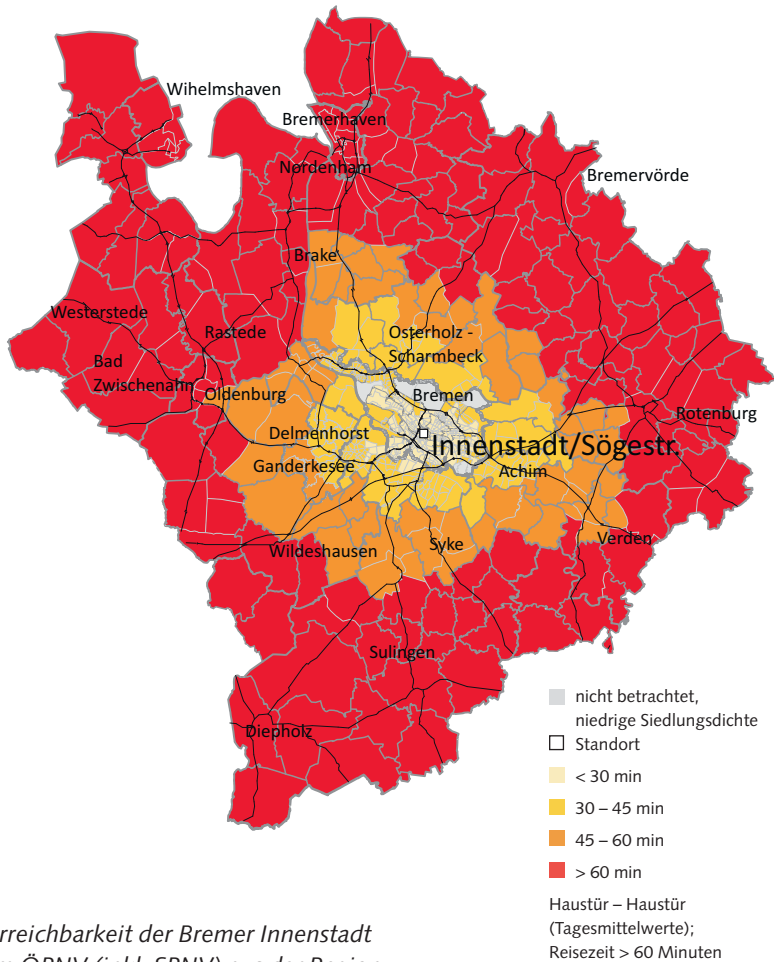 Wihelmshaven
Bremerhaven
Nordenham
Bremervörde
Brake
Westerstede
Rastede
Osterholz -
Scharmbeck
Bad
Zwischenahn
Oldenburg
Bremen
Rotenburg
Delmenhorst
Innenstadt/Sögestr.
Ganderkesee
Achim
Wildeshausen
Syke
Verden
Sulingen
Diepholz
nicht betrachtet,
niedrige Siedlungsdichte
Standort
< 30 min
30 – 45 min
45 – 60 min
> 60 min
Haustür – Haustür
(Tagesmittelwerte);
Reisezeit > 60 Minuten
rreichbarkeit der Bremer Innenstadt